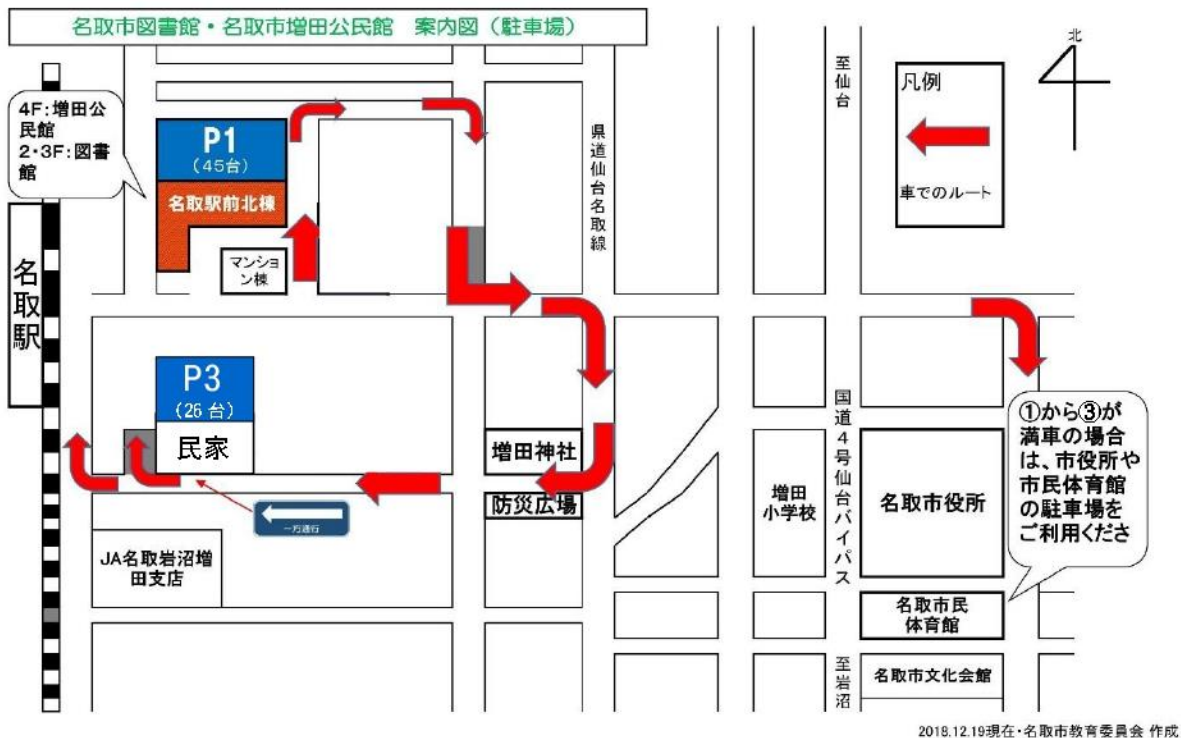 名取市図書館・名取市増田公民館　案内図（駐車場）
北
至仙台
凡例
車でのルート
4F：増田公
民館
2・3F：図書
館
P1
（45台）
名取駅前北棟
マンショ
ン棟
県道仙台名取線
名取駅
P3
（26台）
民家
一方通行
増田神社
防災広場
JA名取岩沼増
田支店
国道4号仙台バイパス
増田
小学校
名取市役所
①から③が
満車の場合
は、市役所や
市民体育館
の駐車場を
ご利用くださ
名取市民
体育館
至岩沼
名取市文化会館
2018.12.19現在・名取市教育委員会 作成